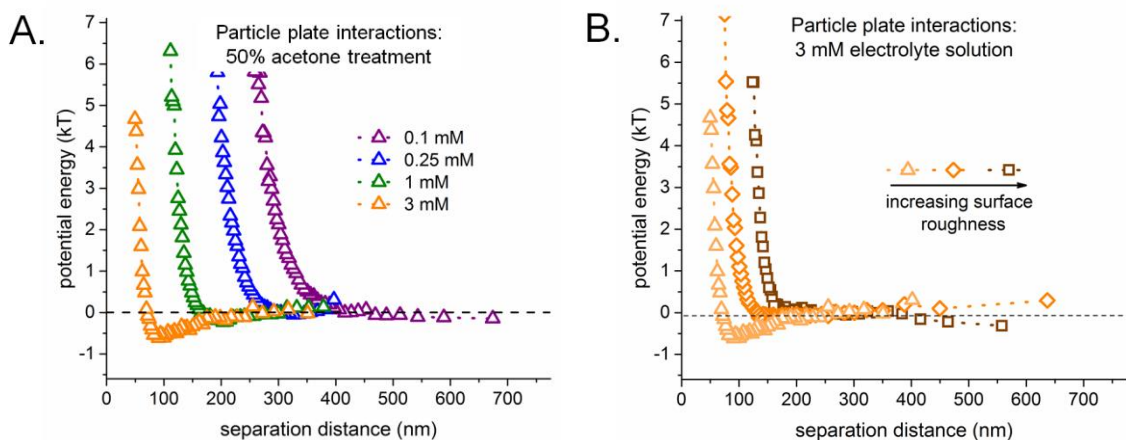 A.
Particle plate interactions:
50% acetone treatment
potential energy (kT)
7
6
5
4
3
2
1
0
-1
0.1 mM
0.25 mM
1 mM
3 mM
0 100 200 300 400 500 600 700
separation distance (nm)
B.
Particle plate interactions:
3 mM electrolyte solution
potential energy (kT)
7
6
5
4
3
2
1
0
-1
increasing surface
roughness
0 100 200 300 400 500 600 700
separation distance (nm)